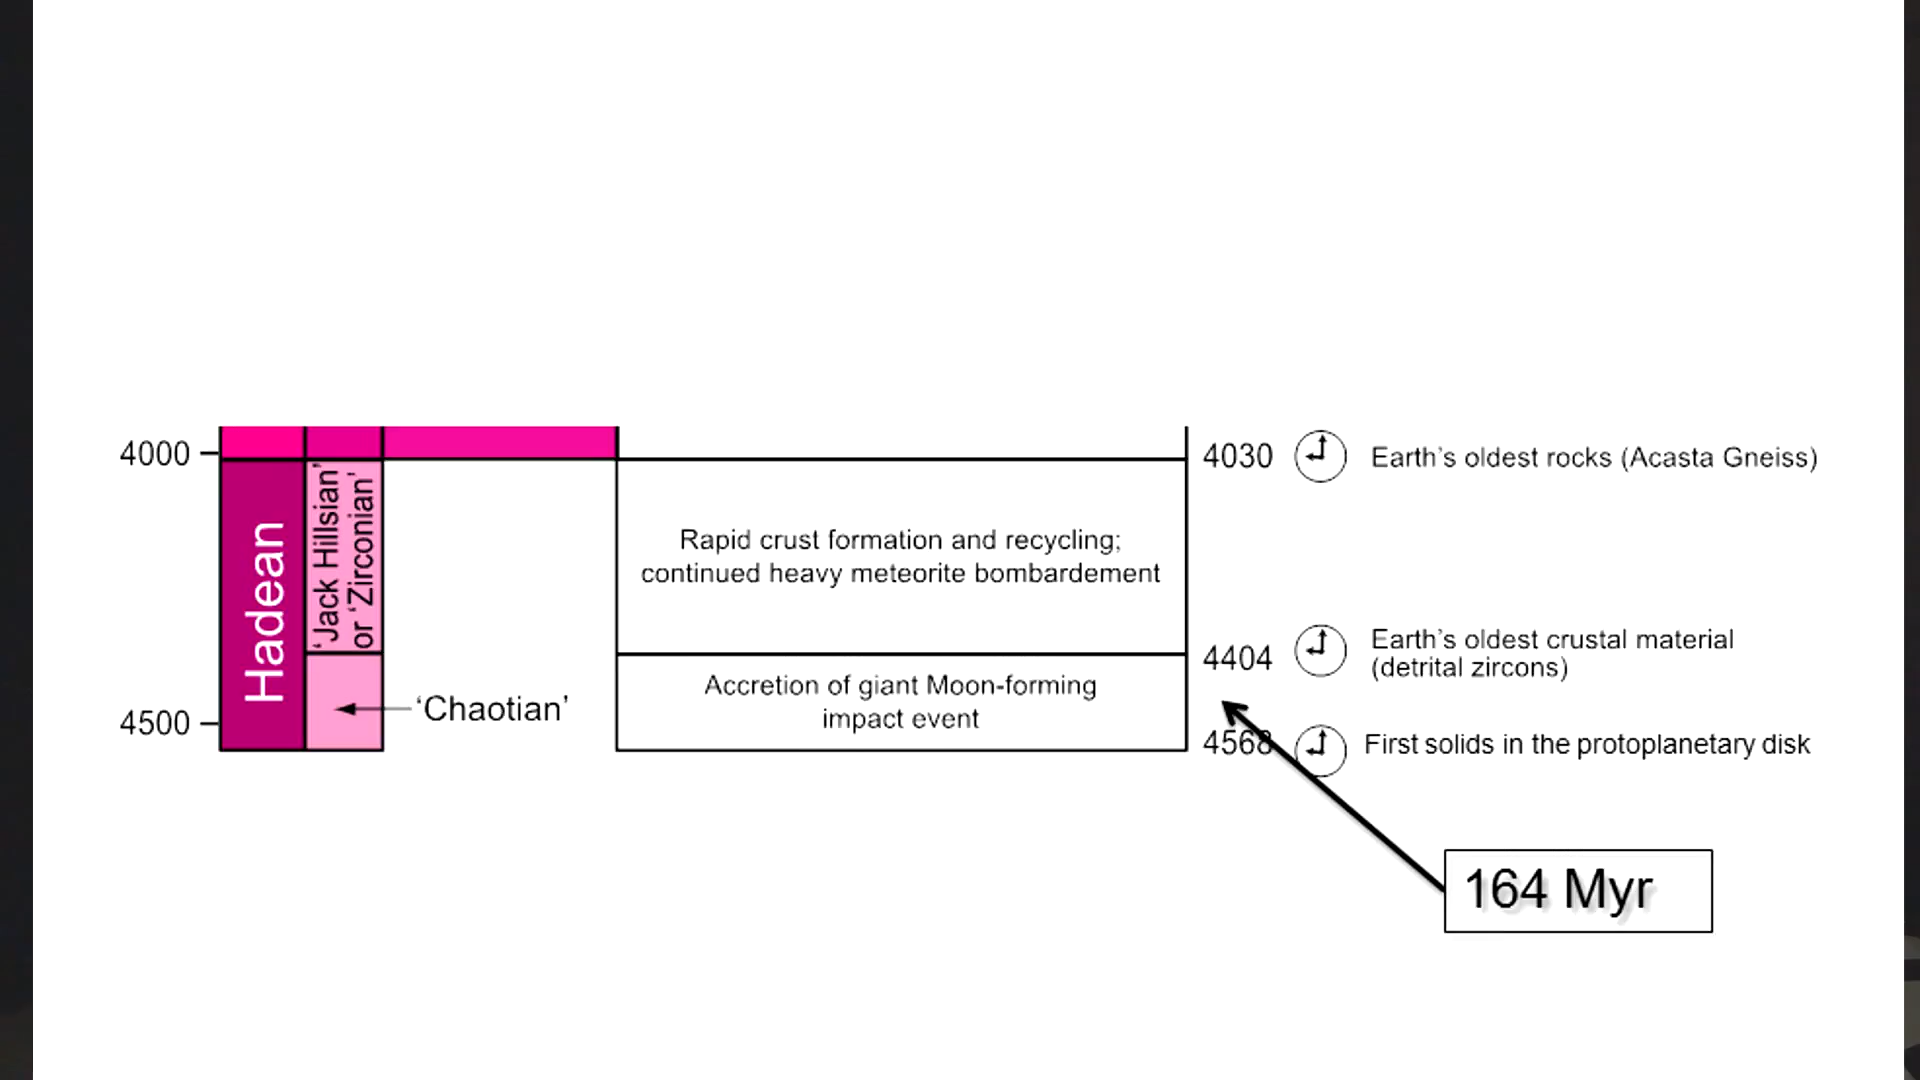 4000
4500
Hadean
‘Jack Hillsian’
or ‘Zirconian’
‘Chaotian’
Rapid crust formation and recycling;
continued heavy meteorite bombardement
Accretion of giant Moon-forming
impact event
4030 Earth’s oldest rocks (Acasta Gneiss)
4404 Earth’s oldest crustal material
(detrital zircons)
4568 First solids in the protoplanetary disk
164 Myr